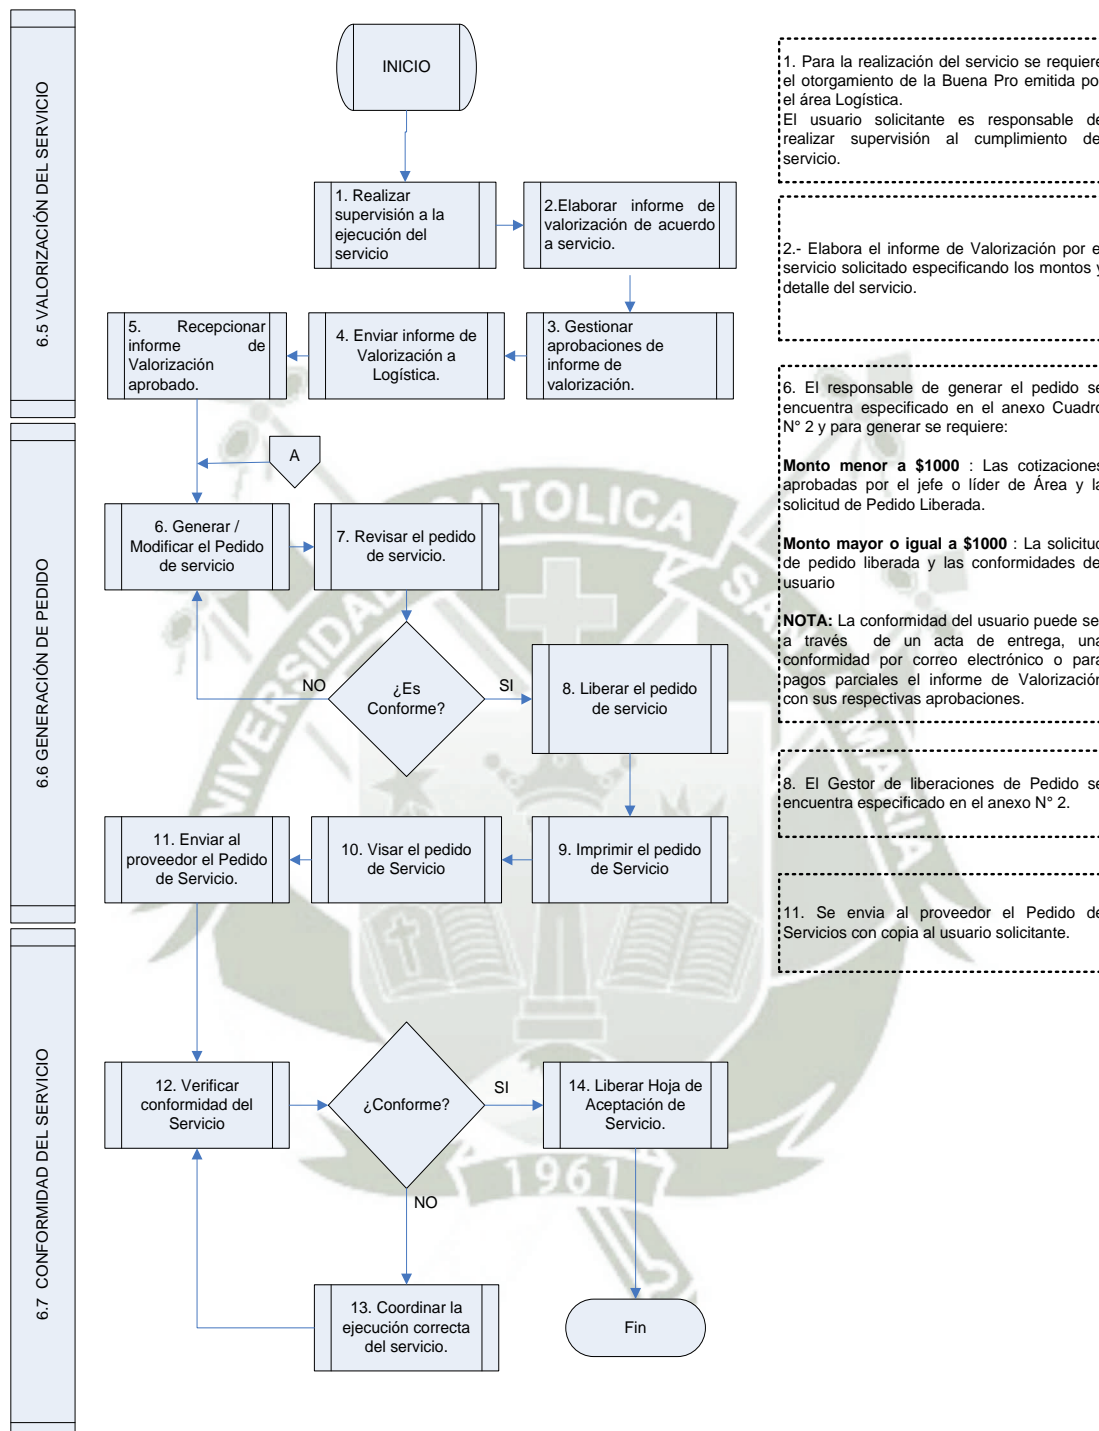 6.5 VALORIZACIÓN DEL SERVICIO
INICIO
1. Realizar
supervisión a la
ejecución del
servicio
2.Elaborar informe de
valorización de acuerdo
a servicio.
3. Gestionar
aprobaciones de
informe de
valorización.
4. Enviar informe de
Valorización a
Logística.
5. Recepcionar
informe de
Valorización
aprobado.
6.6 GENERACIÓN DE PEDIDO
A
6. Generar /
Modificar el Pedido
de servicio
7. Revisar el pedido
de servicio.
¿Es
Conforme?
NO
SI
8. Liberar el pedido
de servicio
9. Imprimir el pedido
de Servicio
10. Visar el pedido
de Servicio
11. Enviar al
proveedor el Pedido
de Servicio.
6.7 CONFORMIDAD DEL SERVICIO
12. Verificar
conformidad del
Servicio
¿Conforme?
SI
NO
14. Liberar Hoja de
Aceptación de
Servicio.
13. Coordinar la
ejecución correcta
del servicio.
Fin
1. Para la realización del servicio se requiere
el otorgamiento de la Buena Pro emitida po
el área Logística.
El usuario solicitante es responsable de
realizar supervisión al cumplimiento de
servicio.
2.- Elabora el informe de Valorización por e
servicio solicitado especificando los montos y
detalle del servicio.
6. El responsable de generar el pedido se
encuentra especificado en el anexo Cuadro
N° 2 y para generar se requiere:
Monto menor a $1000 : Las cotizaciones
aprobadas por el jefe o líder de Área y la
solicitud de Pedido Liberada.
Monto mayor o igual a $1000 : La solicitud
de pedido liberada y las conformidades de
usuario
NOTA: La conformidad del usuario puede se
a través de un acta de entrega, una
conformidad por correo electrónico o para
pagos parciales el informe de Valorización
con sus respectivas aprobaciones.
8. El Gestor de liberaciones de Pedido se
encuentra especificado en el anexo N° 2.
11. Se envia al proveedor el Pedido de
Servicios con copia al usuario solicitante.
UNIVERSIDAD CATOLICA SANTA MARIA
1961